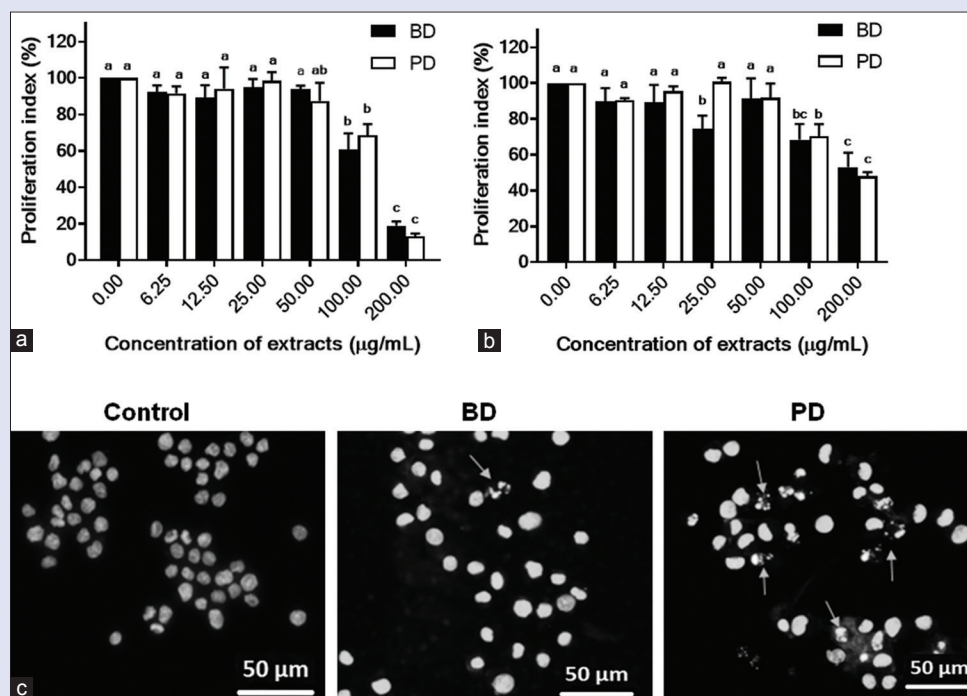 BD
PD
Proliferation index (%)
120
100
80
60
40
20
0
a a a a a a a a a ab b b c c
0.00 6.25 12.50 25.00 50.00 100.00 200.00
Concentration of extracts (µg/mL)
a
BD
PD
Proliferation index (%)
120
100
80
60
40
20
0
a a a a a a b a a a bc b c c
0.00 6.25 12.50 25.00 50.00 100.00 200.00
Concentration of extracts (µg/mL)
b
Control BD PD
50 µm 50 µm 50 µm
c